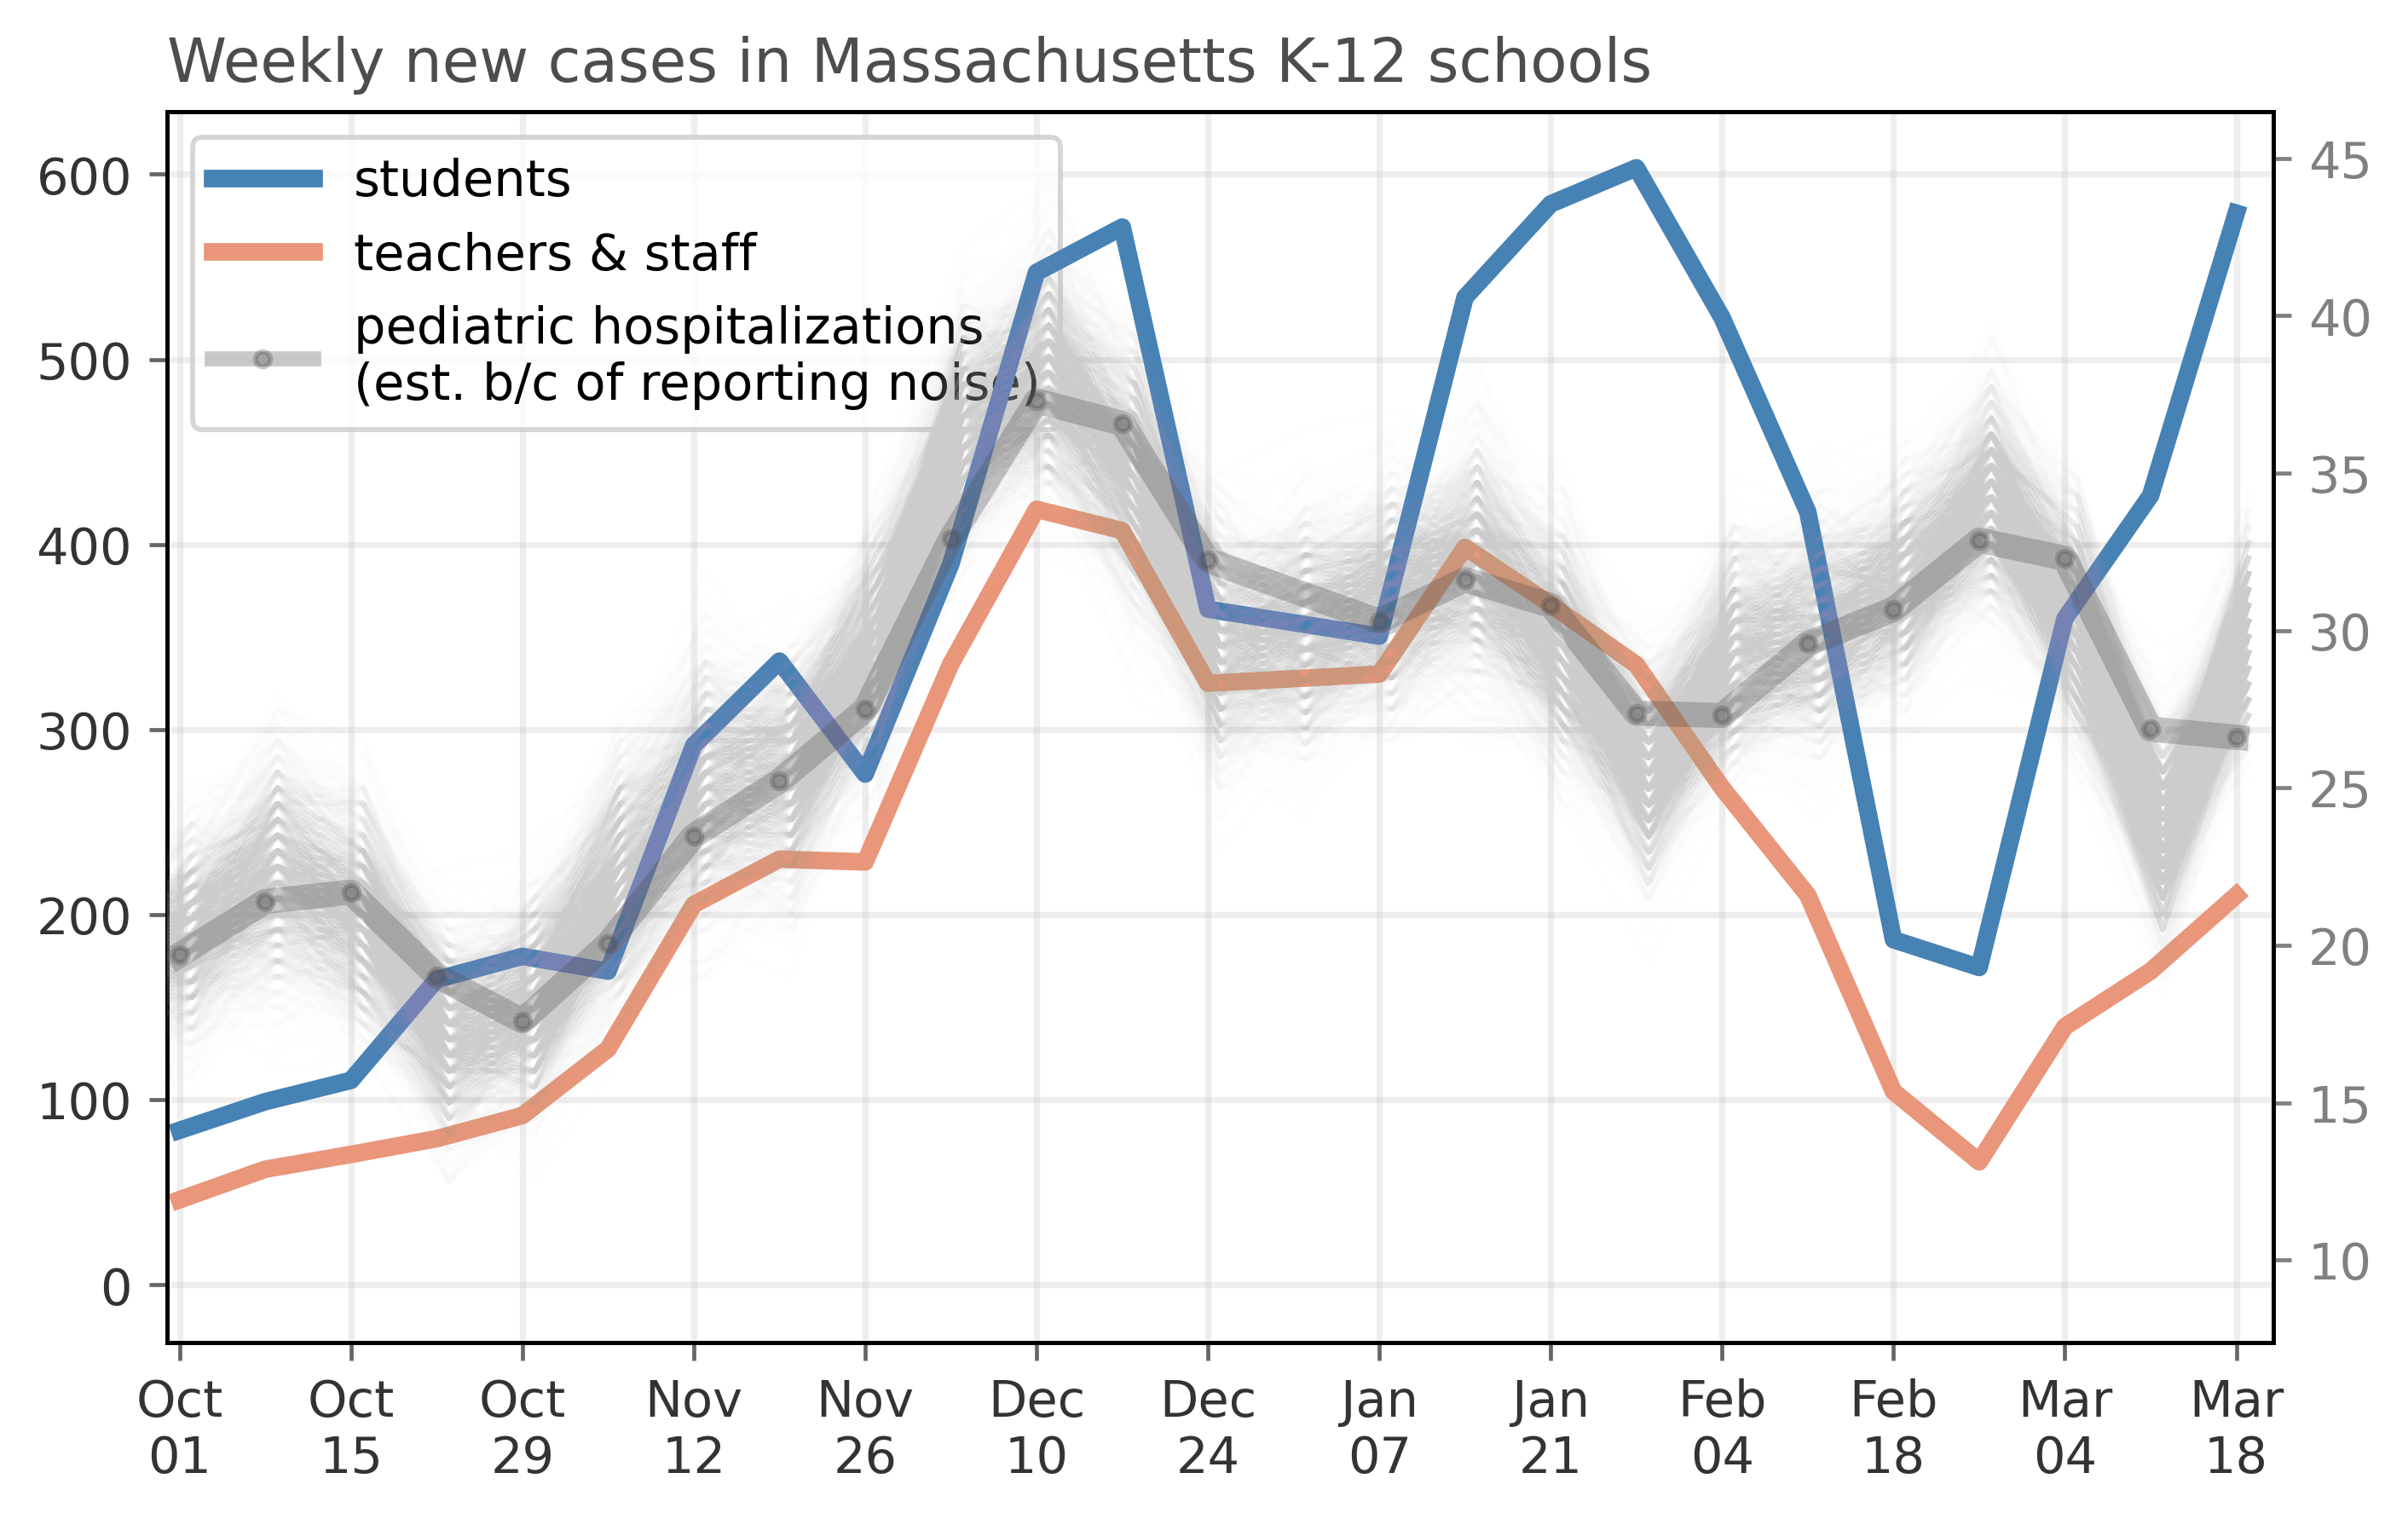 Weekly new cases in Massachusetts K-12 schools
students
teachers & staff
pediatric hospitalizations
(est. b/c of reporting noise)
600
500
400
300
200
100
0
45
40
35
30
25
20
15
10
Oct Oct Oct Nov Nov Dec Dec Jan Jan Feb Feb Mar Mar
01 15 29 12 26 10 24 07 21 04 18 04 18